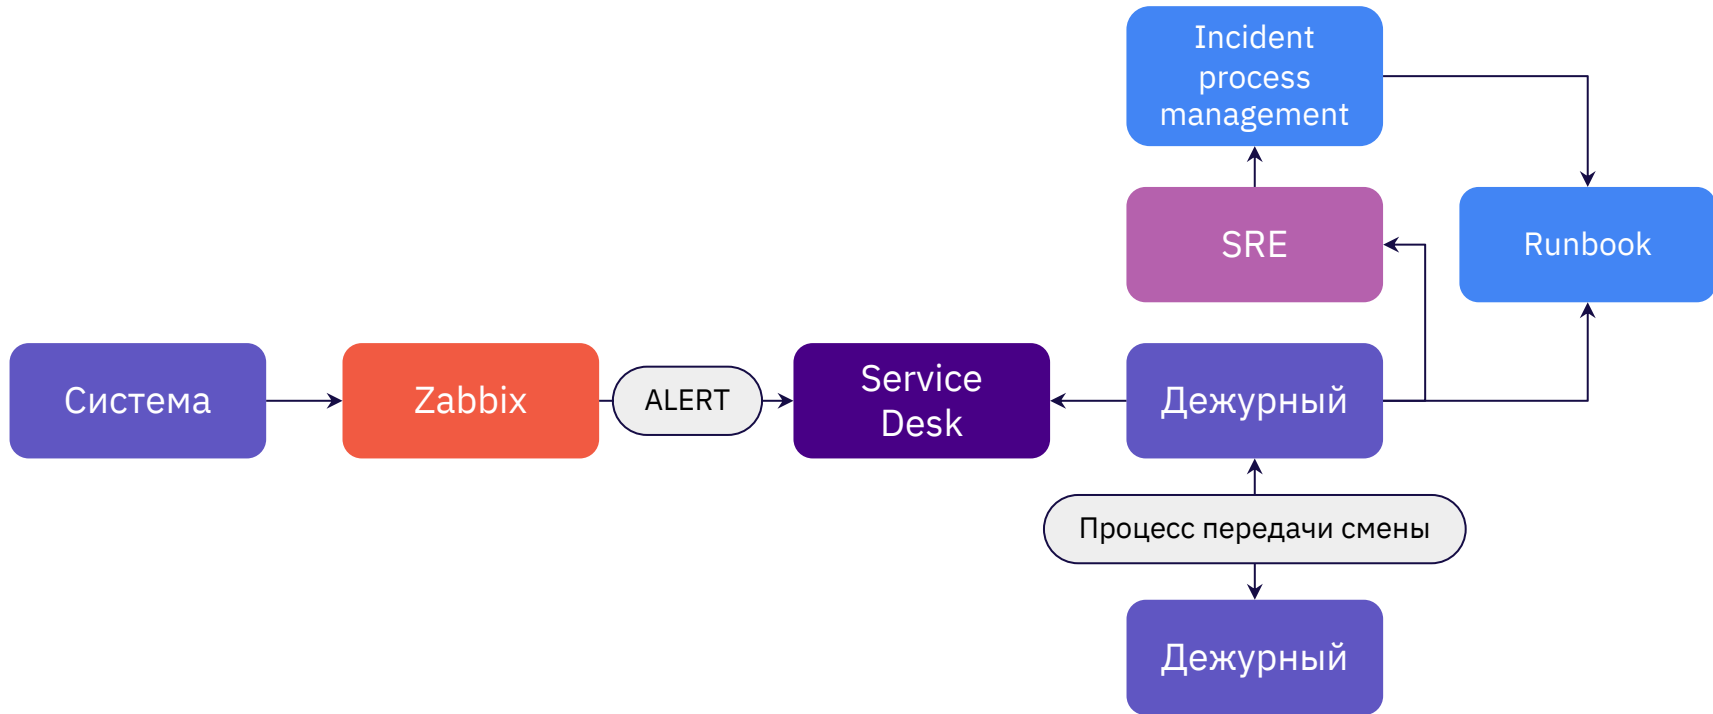 Incident
process
management
SRE
Runbook
Система
Zabbix
ALERT
Service
Desk
Дежурный
Процесс передачи смены
Дежурный